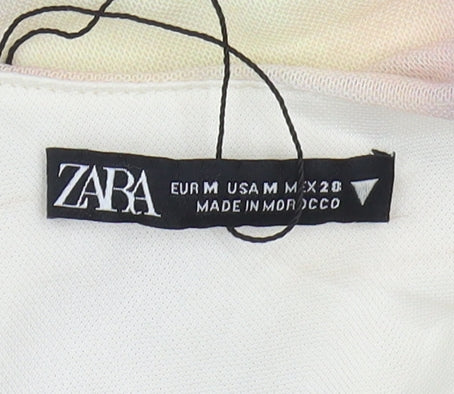 ZARA
EUR M USA M MEX 28
MADE IN MOROCCO